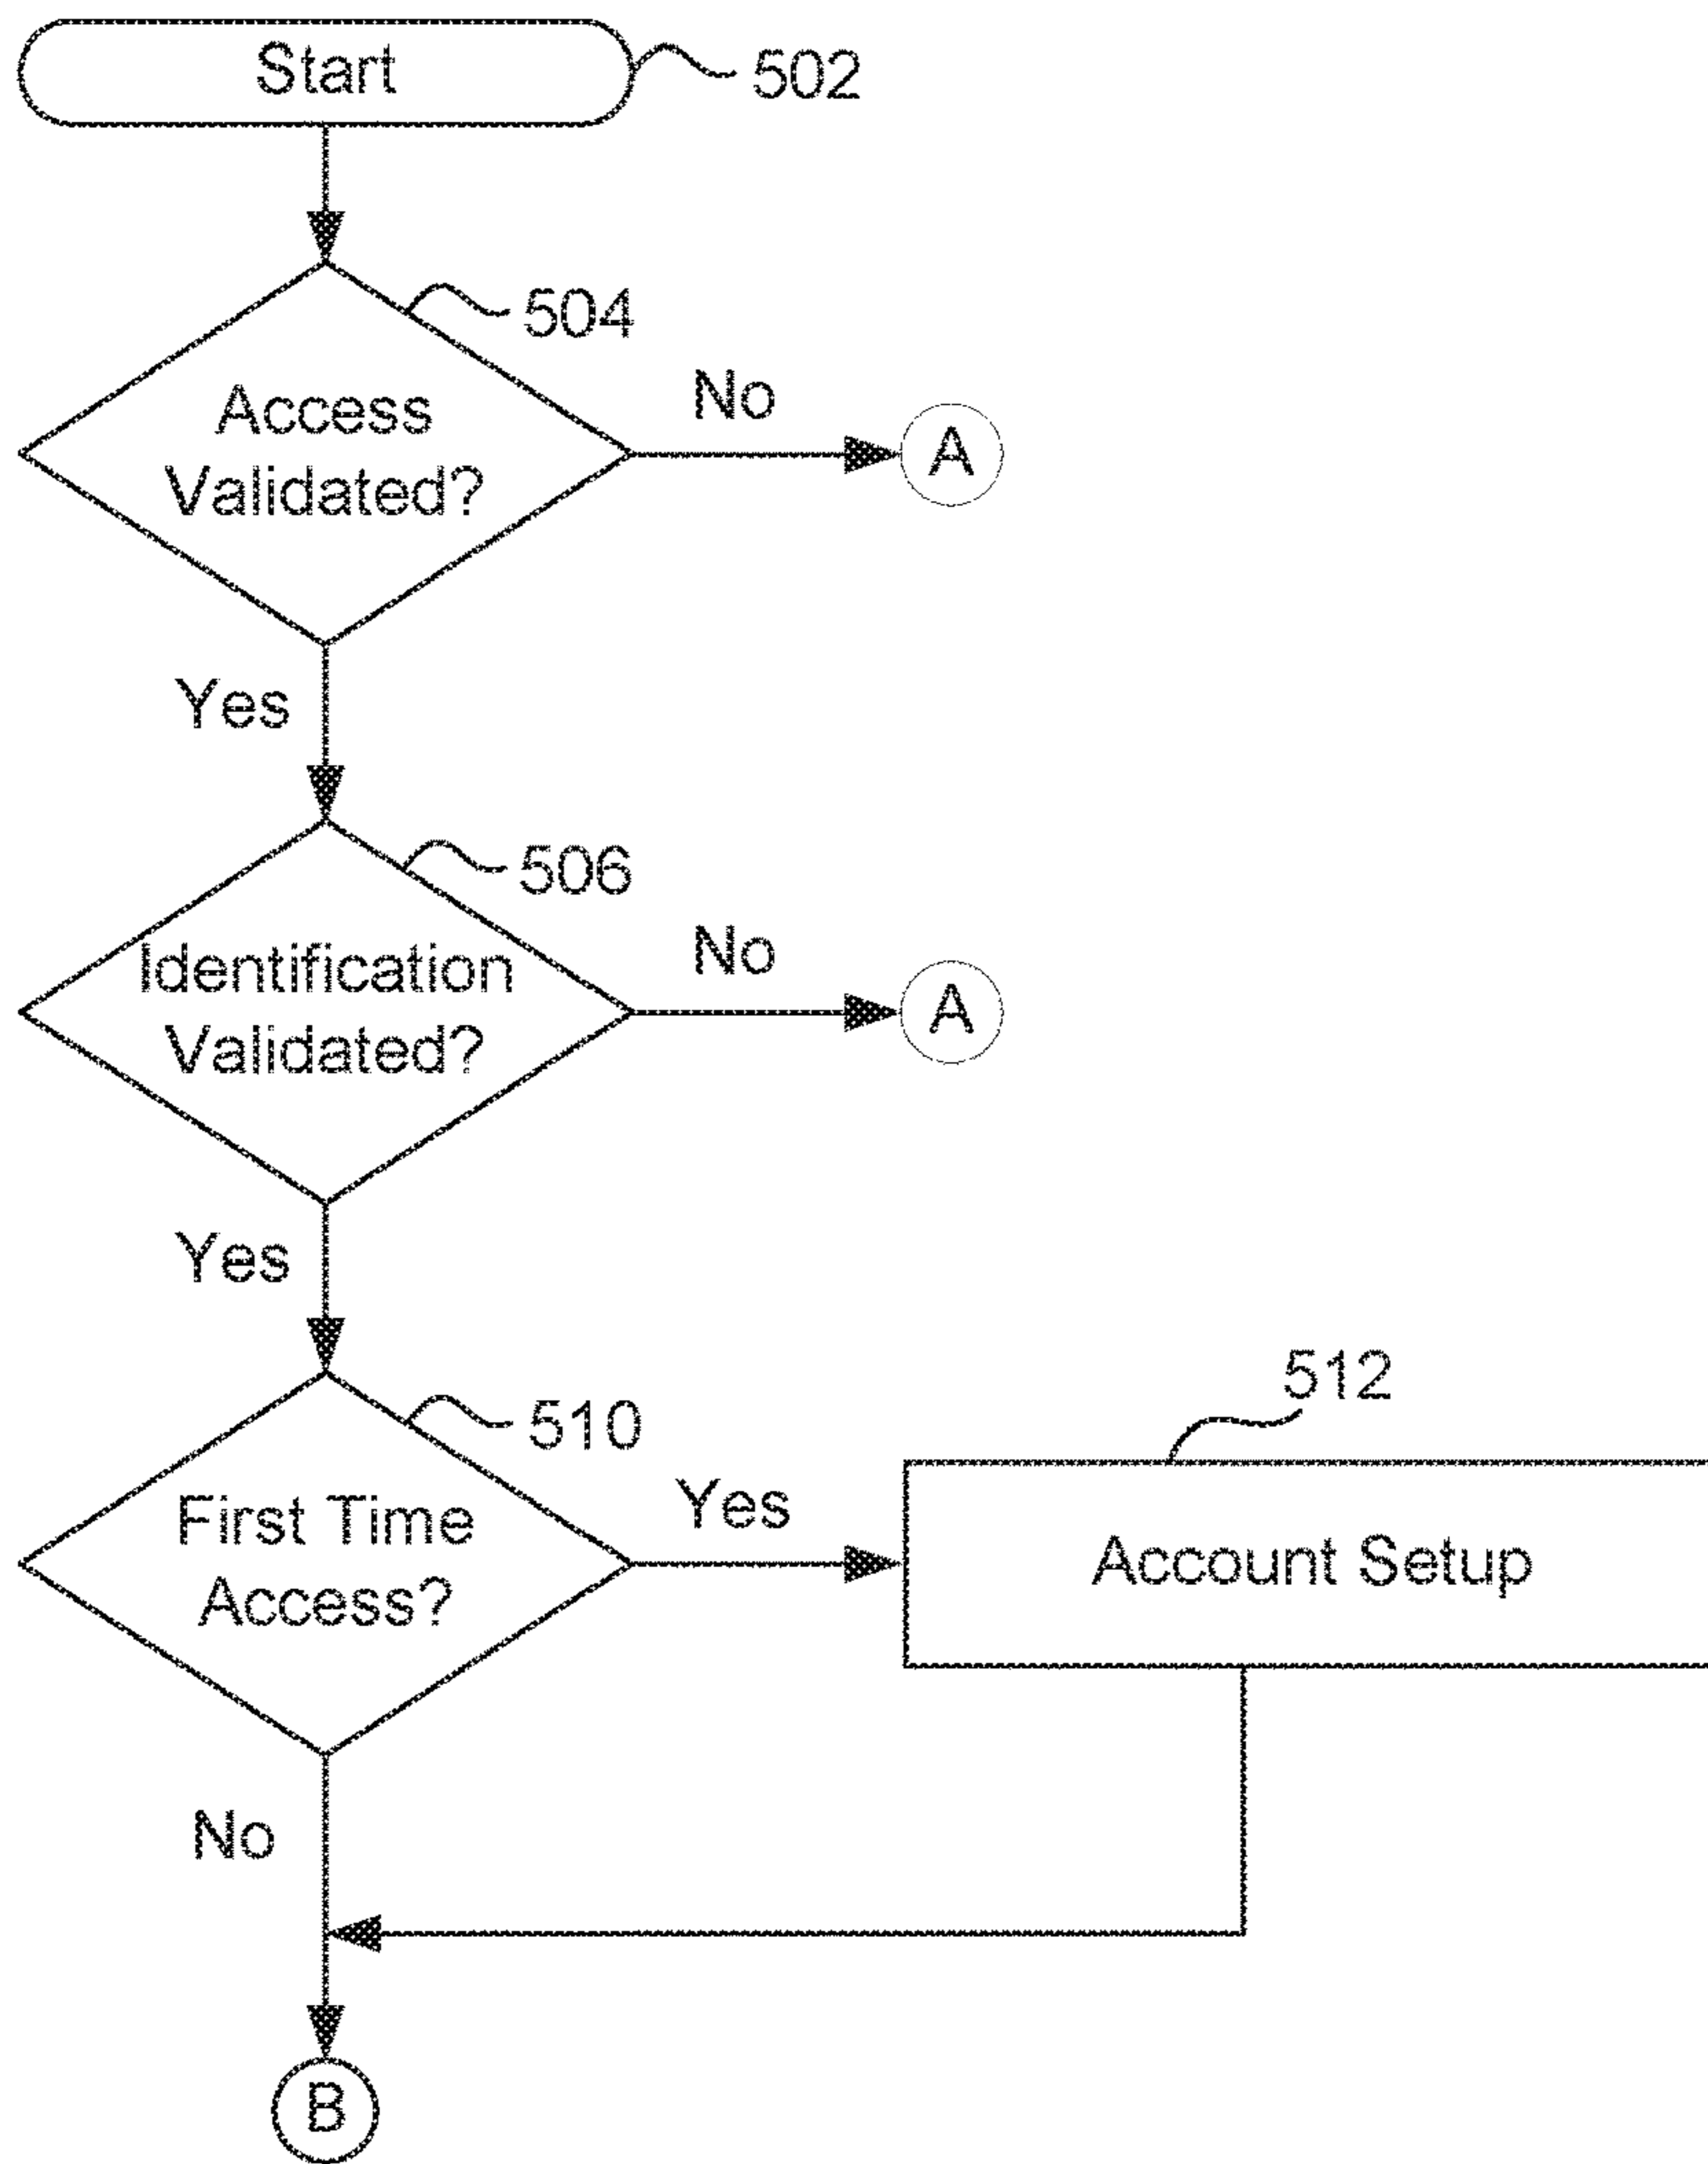 Start
502
504
Access
Validated?
No
A
Yes
506
Identification
Validated?
No
A
Yes
510
512
First Time
Access?
Yes
Account Setup
No
B